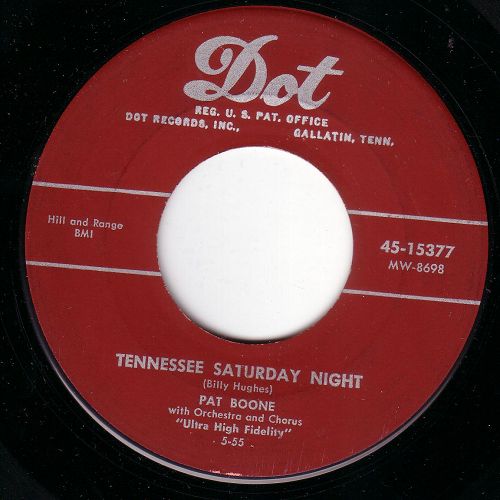 Dot
REG. U. S. PAT. OFFICE
DOT RECORDS, INC., GALLATIN, TENN.
Hill and Range
BMI
45-15377
MW-8698
TENNESSEE SATURDAY NIGHT
(Billy Hughes)
PAT BOONE
with Orchestra and Chorus
"Ultra High Fidelity"
5-55